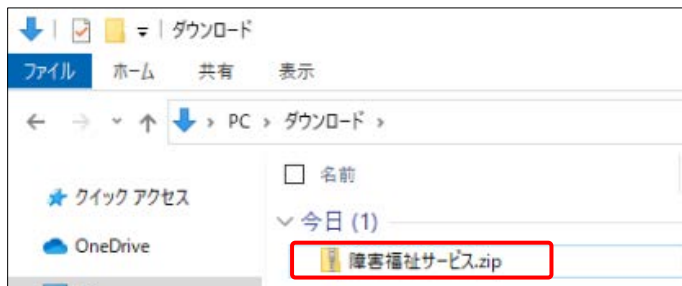 ダウンロード
ファイル ホーム 共有 表示
PC › ダウンロード ›
名前
クイック アクセス
今日 (1)
OneDrive
障害福祉サービス.zip